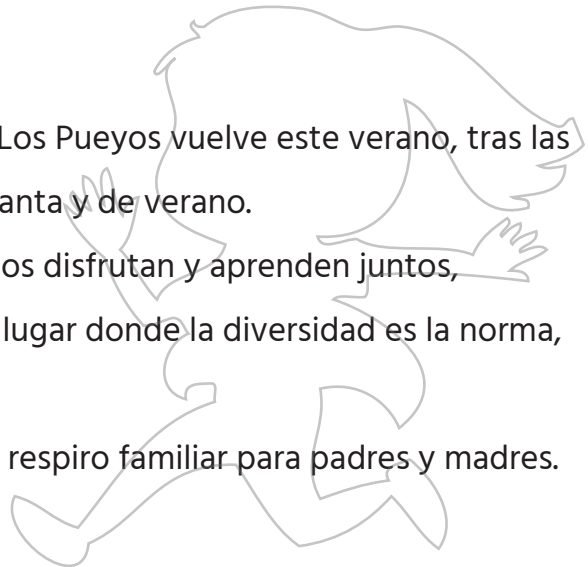 Los Pueyos vuelve este verano, tras las
anta y de verano.
os disfrutan y aprenden juntos,
lugar donde la diversidad es la norma,
respiro familiar para padres y madres.